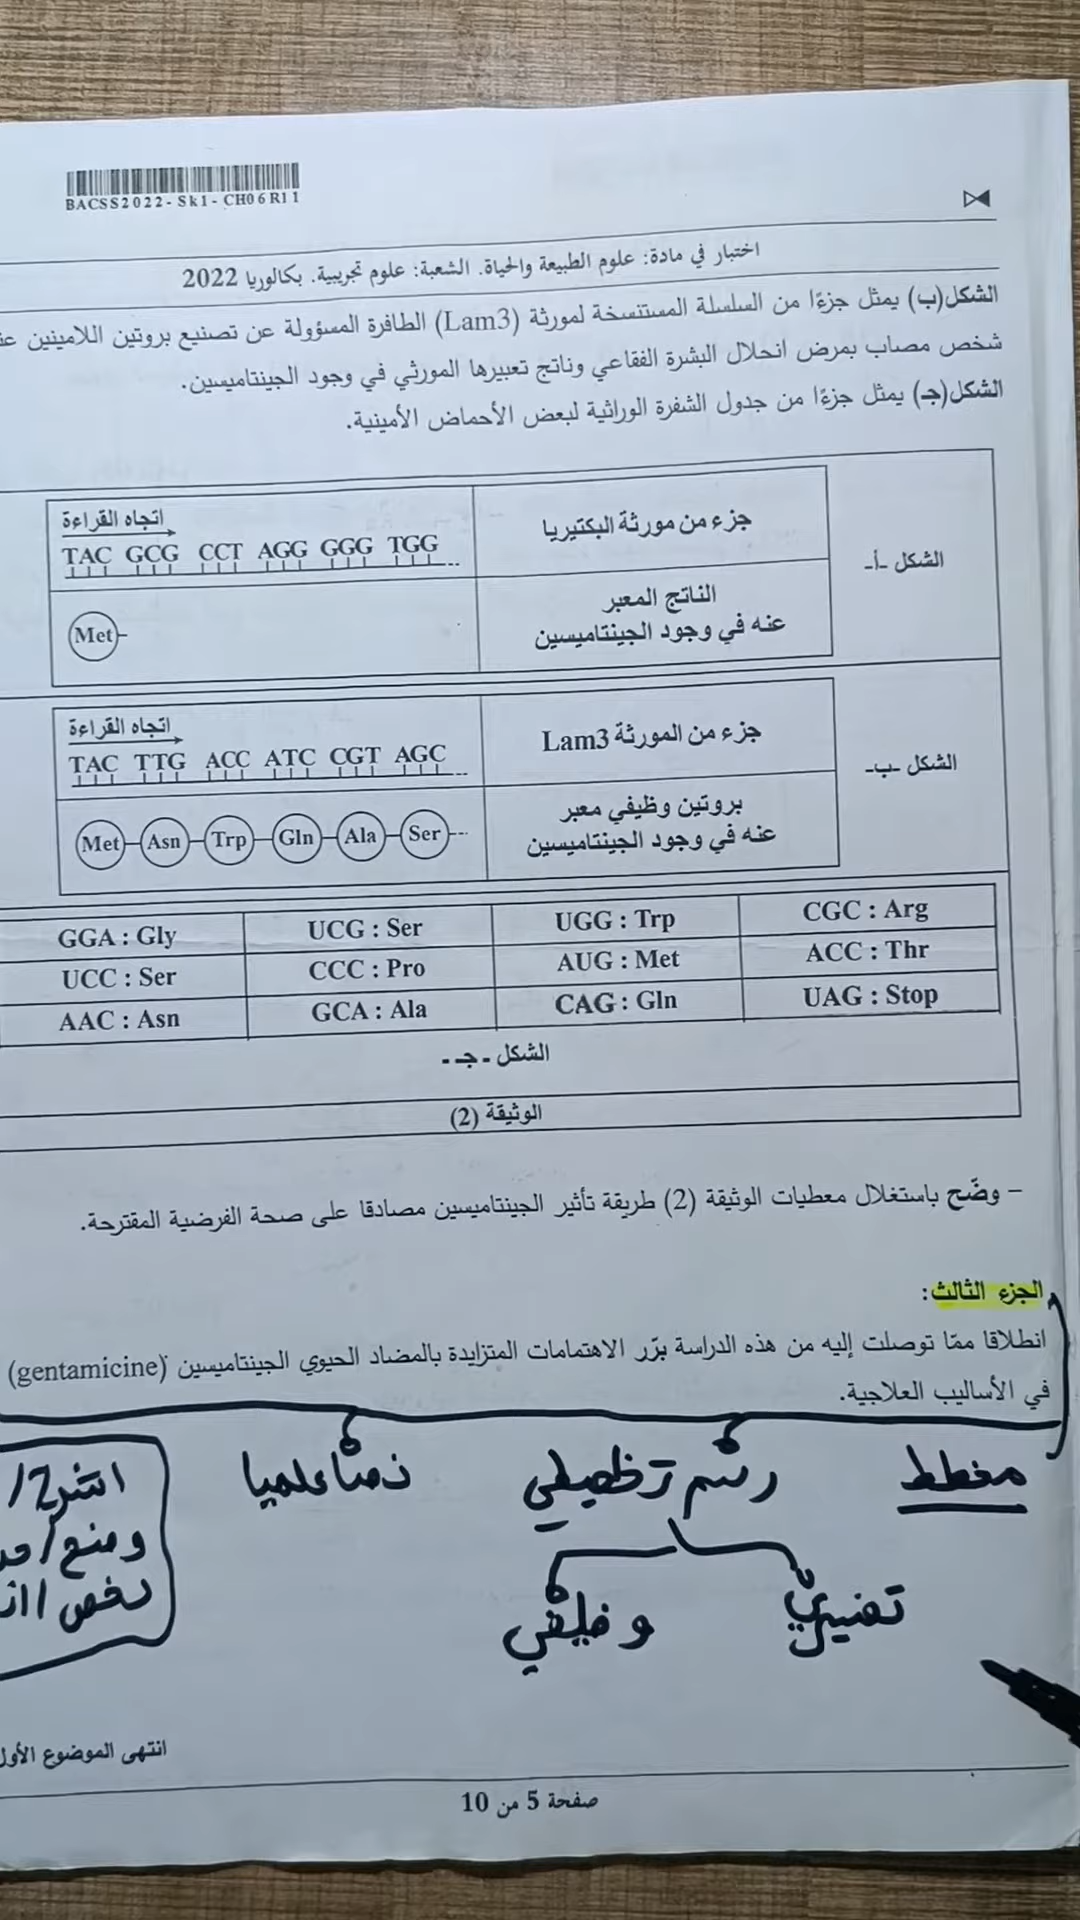 BACSS2022-Sk1-CH06R11
اختبار في مادة: علوم الطبيعة والحياة. الشعبة: علوم تجريبية. بكالوريا 2022
الشكل(ب) يمثل جزءًا من السلسلة المستنسخة لمورثة (Lam3) الطافرة المسؤولة عن تصنيع بروتين اللامينين
شخص مصاب بمرض انحلال البشرة الفقاعي وناتج تعبيرها المورثي في وجود الجينتاميسين.
الشكل(جـ) يمثل جزءًا من جدول الشفرة الوراثية لبعض الأحماض الأمينية.
الشكل -أ-
جزء من مورثة البكتيريا
اتجاه القراءة
TAC GCG CCT AGG GGG TGG
الناتج المعبر
عنه في وجود الجينتاميسين
Met
الشكل -ب-
جزء من المورثة Lam3
اتجاه القراءة
TAC TTG ACC ATC CGT AGC
بروتين وظيفي معبر
عنه في وجود الجينتاميسين
Met Asn Trp Gln Ala Ser
GGA : Gly UCG : Ser UGG : Trp CGC : Arg
UCC : Ser CCC : Pro AUG : Met ACC : Thr
AAC : Asn GCA : Ala CAG : Gln UAG : Stop
الشكل - جـ -
الوثيقة (2)
– وضّح باستغلال معطيات الوثيقة (2) طريقة تأثير الجينتاميسين مصادقا على صحة الفرضية المقترحة.
الجزء الثالث:
انطلاقا ممّا توصلت إليه من هذه الدراسة برّر الاهتمامات المتزايدة بالمضاد الحيوي الجينتاميسين (gentamicine)
في الأساليب العلاجية.
مخطط رسم تخطيطي نصا علميا
تفسيري وظيفي
انتهى الموضوع الأول
صفحة 5 من 10